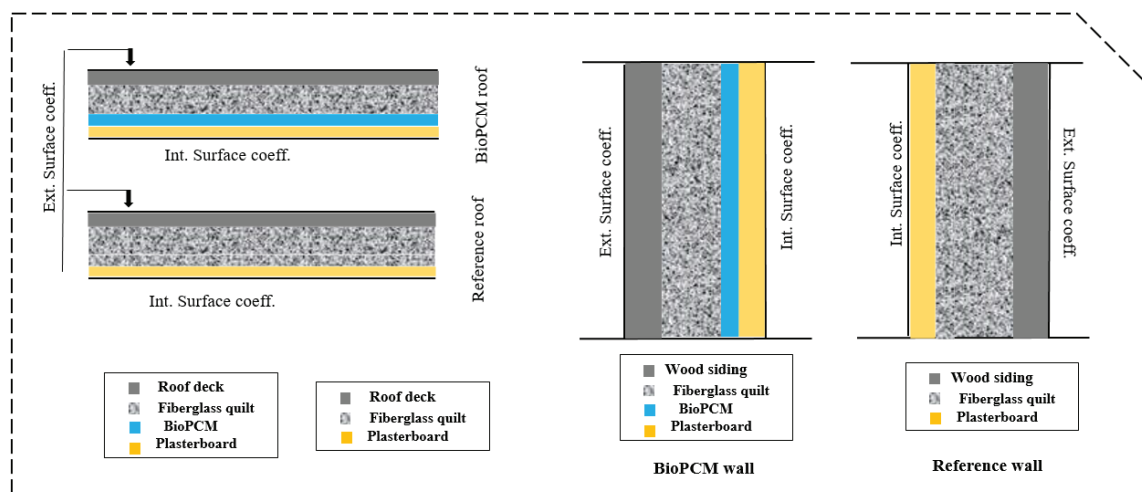 Ext. Surface coeff.
BioPCM roof
Int. Surface coeff.
Reference roof
Int. Surface coeff.
Roof deck
Fiberglass quilt
BioPCM
Plasterboard
Roof deck
Fiberglass quilt
Plasterboard
Ext. Surface coeff.
Int. Surface coeff.
Wood siding
Fiberglass quilt
BioPCM
Plasterboard
BioPCM wall
Int. Surface coeff.
Ext. Surface coeff.
Wood siding
Fiberglass quilt
Plasterboard
Reference wall